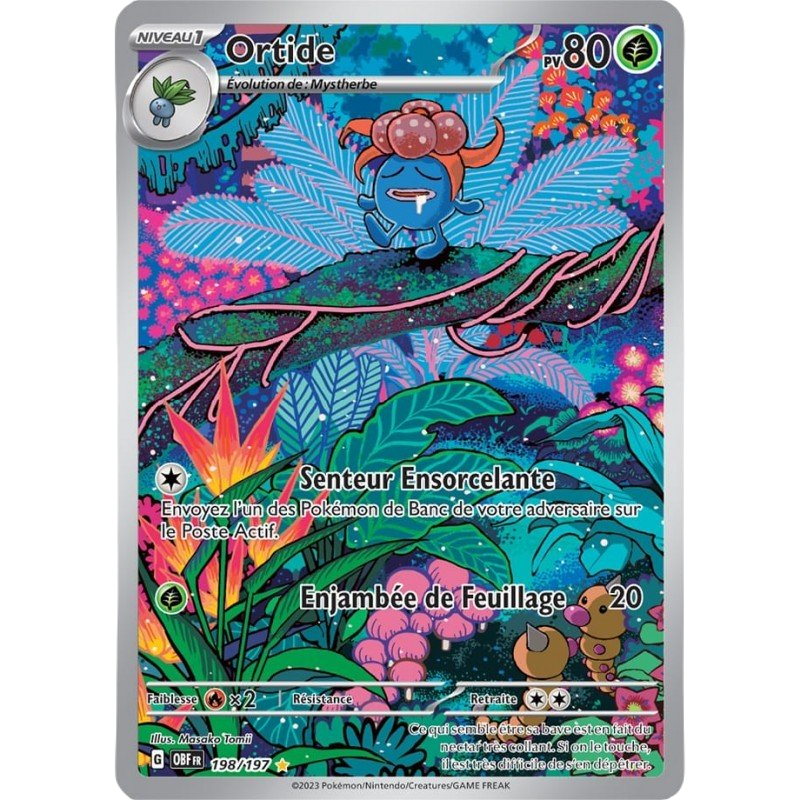 NIVEAU 1
Ortide
PV 80
Évolution de : Mystherbe
Senteur Ensorcelante
Envoyez l'un des Pokémon de Banc de votre adversaire sur
le Poste Actif.
Enjambée de Feuillage 20
Faiblesse ×2 Résistance Retraite
Illus. Masako Tomii
G OBF FR 198/197
Ce qui semble être sa bave est en fait du
nectar très collant. Si on le touche,
il est très difficile de s'en dépêtrer.
©2023 Pokémon/Nintendo/Creatures/GAME FREAK